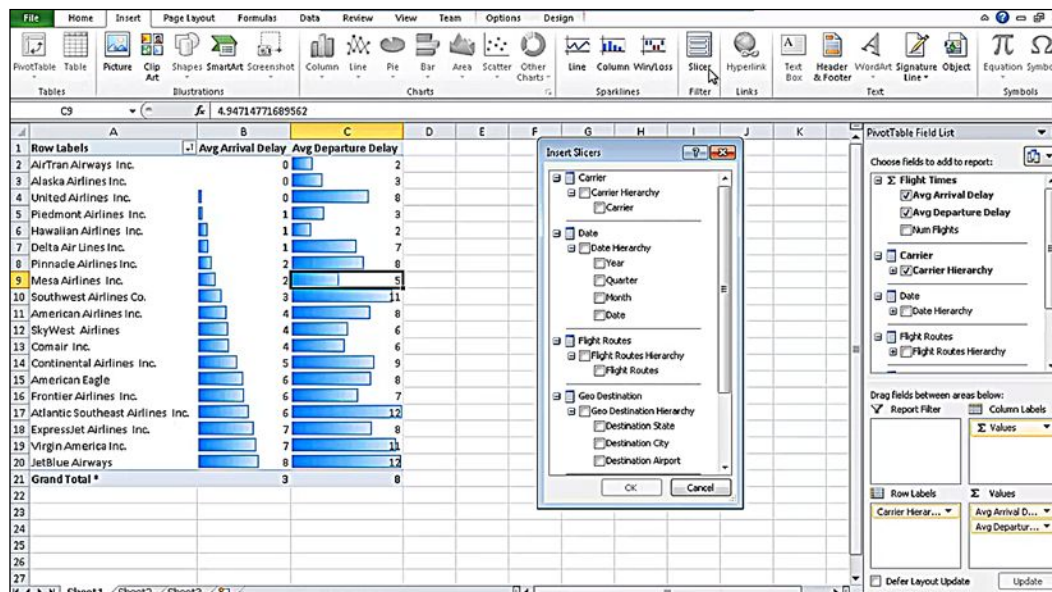 File Home Insert Page Layout Formulas Data Review View Team Options Design
PivotTable Table Picture Clip Art Shapes SmartArt Screenshot Column Line Pie Bar Area Scatter Other Charts Line Column Win/Loss Slicer Hyperlink Text Box Header & Footer WordArt Signature Line Object Equation
Tables Illustrations Charts Sparklines Filter Links Text Symbols
C9 fx 4.94714771689562
A B C D E F G H I J K
1 Row Labels Avg Arrival Delay Avg Departure Delay
2 AirTran Airways Inc. 0 2
3 Alaska Airlines Inc. 0 3
4 United Airlines Inc. 0 8
5 Piedmont Airlines Inc. 1 3
6 Hawaiian Airlines Inc. 1 2
7 Delta Air Lines Inc. 1 7
8 Pinnacle Airlines Inc. 2 8
9 Mesa Airlines Inc. 2 5
10 Southwest Airlines Co. 3 11
11 American Airlines Inc. 4 8
12 SkyWest Airlines 4 6
13 Comair Inc. 4 6
14 Continental Airlines Inc. 5 9
15 American Eagle 6 8
16 Frontier Airlines Inc. 6 7
17 Atlantic Southeast Airlines Inc. 6 12
18 ExpressJet Airlines Inc. 7 8
19 Virgin America Inc. 7 11
20 JetBlue Airways 8 12
21 Grand Total * 3 8
22
23
24
25
26
27
Sheet1 Sheet2 Sheet3
Insert Slicers
Carrier
Carrier Hierarchy
Carrier
Date
Date Hierarchy
Year
Quarter
Month
Date
Flight Routes
Flight Routes Hierarchy
Flight Routes
Geo Destination
Geo Destination Hierarchy
Destination State
Destination City
Destination Airport
OK Cancel
PivotTable Field List
Choose fields to add to report:
Σ Flight Times
Avg Arrival Delay
Avg Departure Delay
Num Flights
Carrier
Carrier Hierarchy
Date
Date Hierarchy
Flight Routes
Flight Routes Hierarchy
Drag fields between areas below:
Report Filter Column Labels
Σ Values
Row Labels Σ Values
Carrier Hierar... Avg Arrival D...
Avg Departur...
Defer Layout Update Update